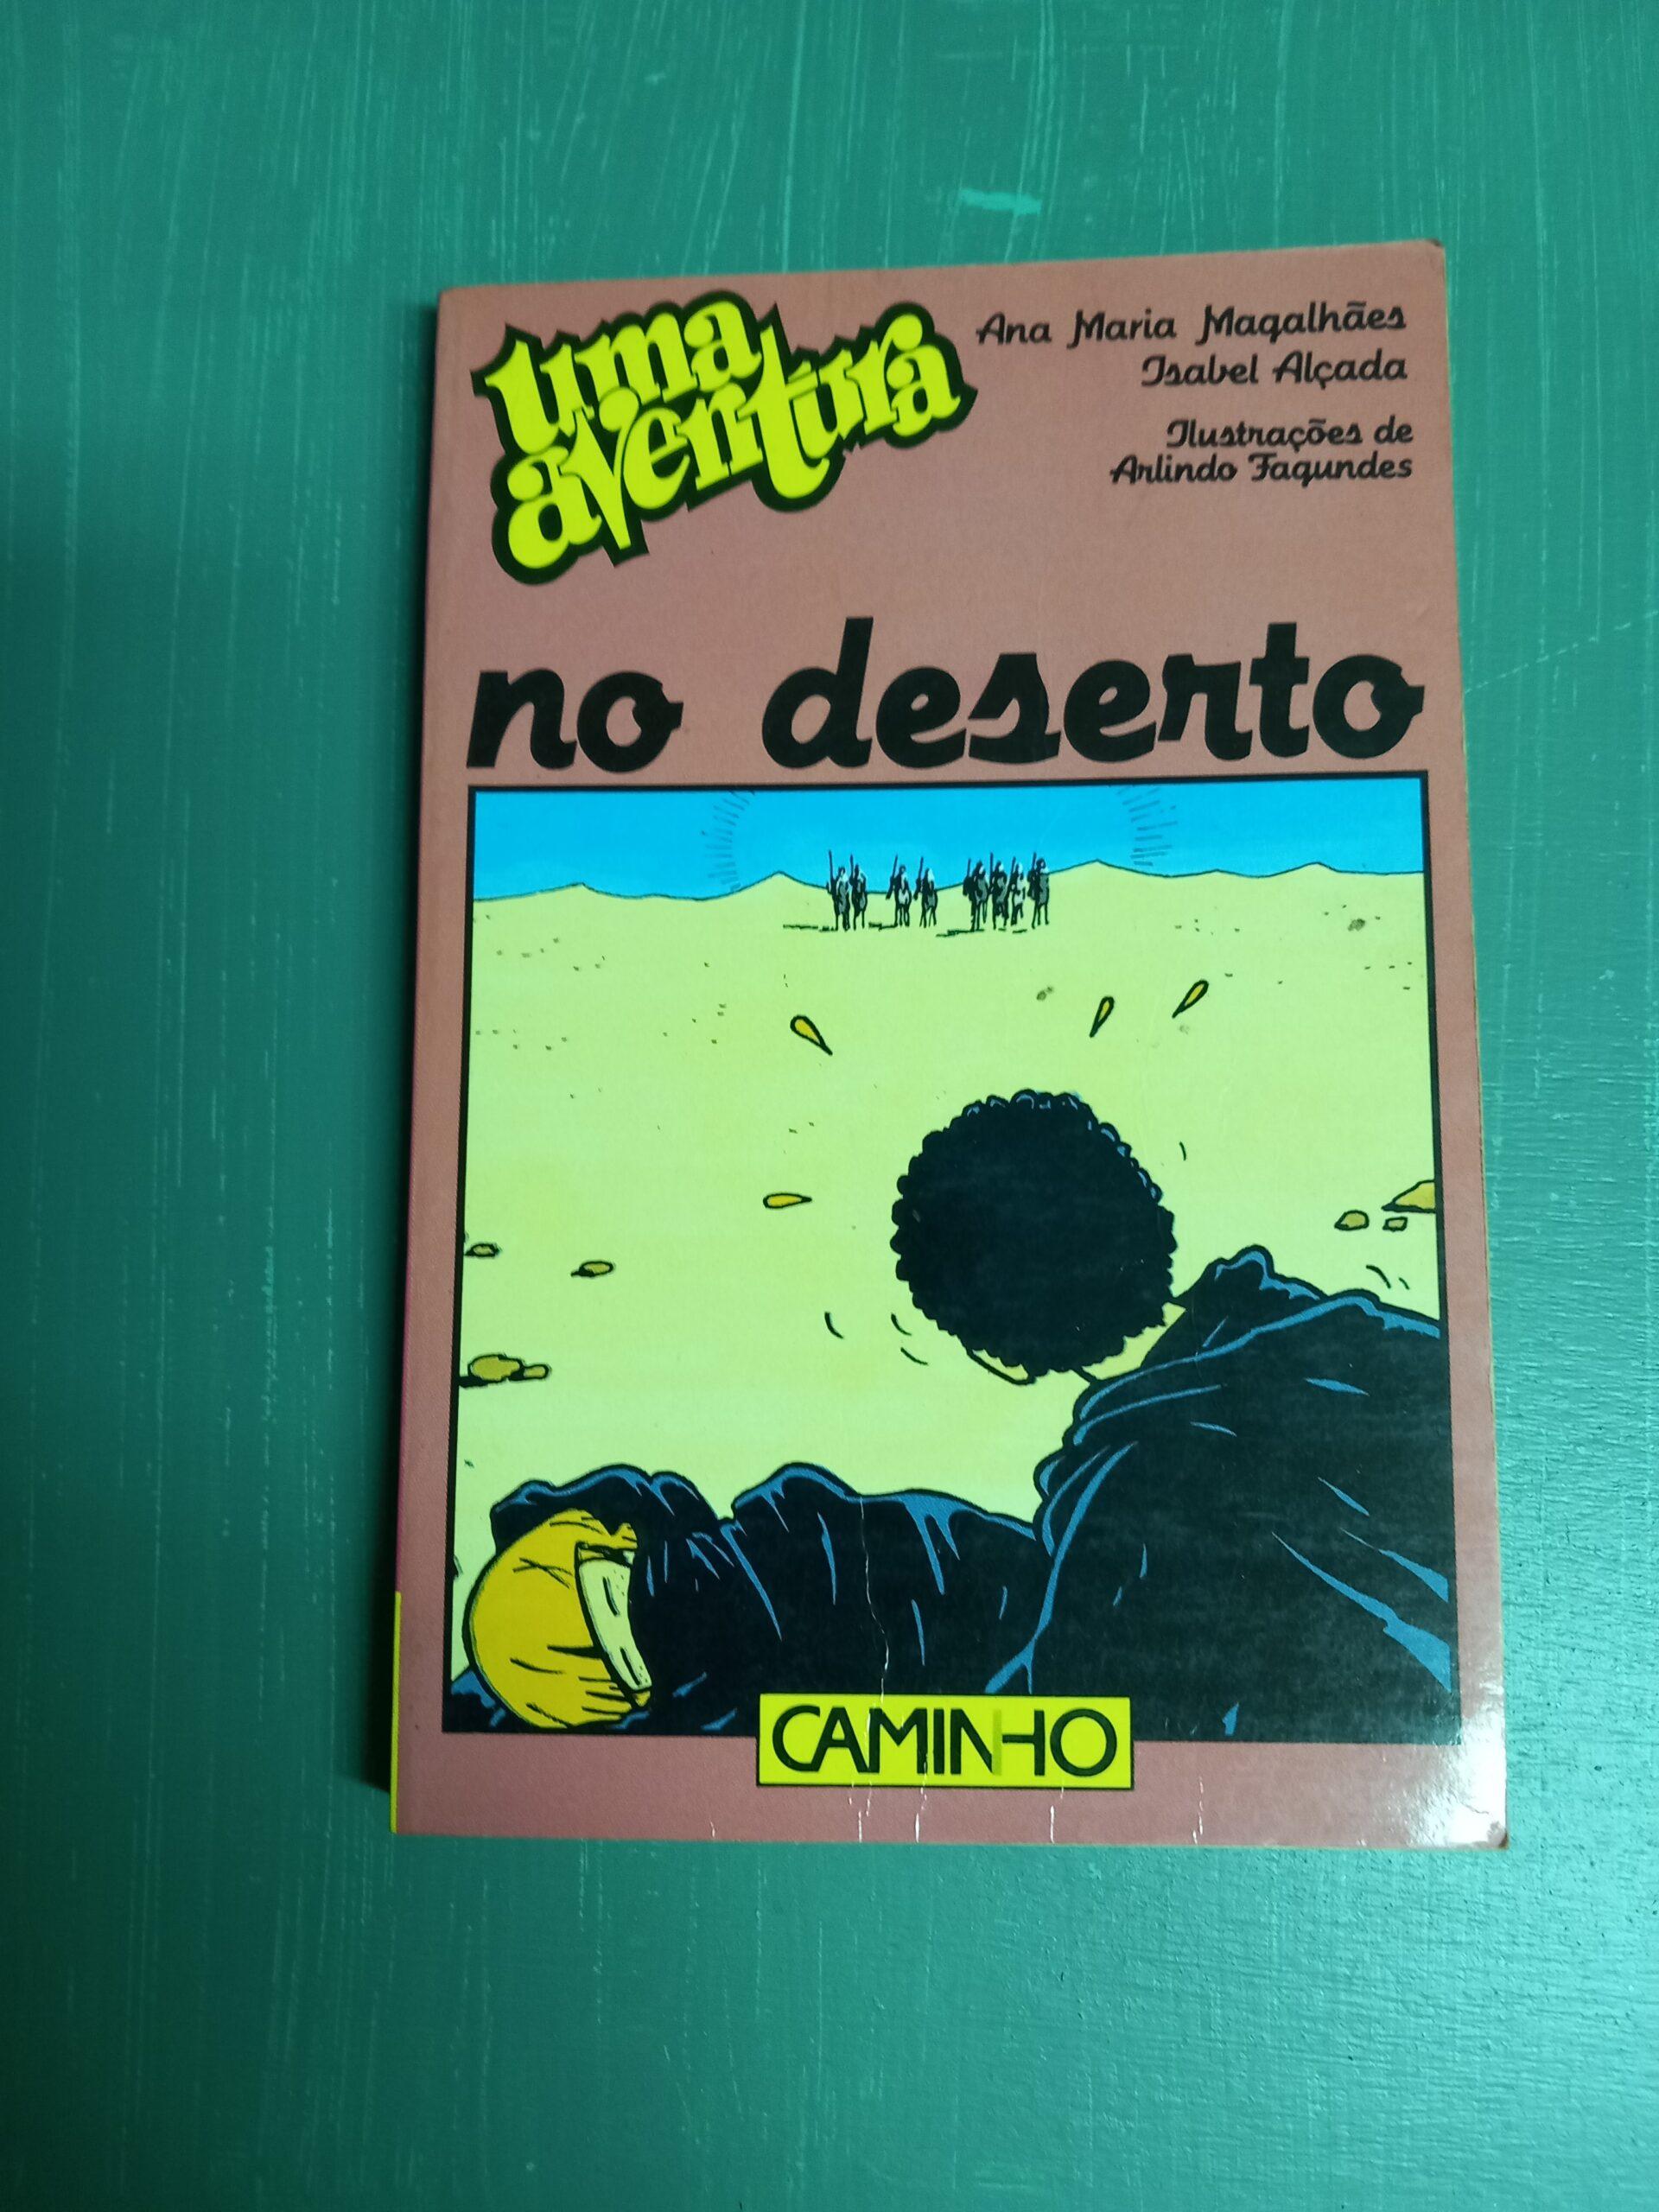 uma
aventura
Ana Maria Magalhães
Isabel Alçada
Ilustrações de
Arlindo Fagundes
no deserto
CAMINHO